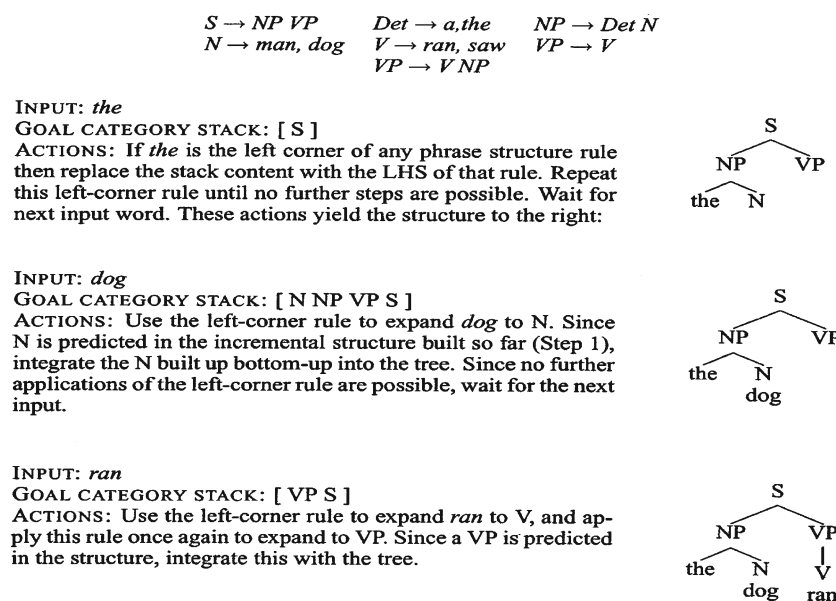 S → NP VP Det → a,the NP → Det N
N → man, dog V → ran, saw VP → V
VP → V NP
INPUT: the
GOAL CATEGORY STACK: [ S ]
ACTIONS: If the is the left corner of any phrase structure rule
then replace the stack content with the LHS of that rule. Repeat
this left-corner rule until no further steps are possible. Wait for
next input word. These actions yield the structure to the right:
S
NP VP
the N
INPUT: dog
GOAL CATEGORY STACK: [ N NP VP S ]
ACTIONS: Use the left-corner rule to expand dog to N. Since
N is predicted in the incremental structure built so far (Step 1),
integrate the N built up bottom-up into the tree. Since no further
applications of the left-corner rule are possible, wait for the next
input.
S
NP VP
the N
dog
INPUT: ran
GOAL CATEGORY STACK: [ VP S ]
ACTIONS: Use the left-corner rule to expand ran to V, and ap-
ply this rule once again to expand to VP. Since a VP is predicted
in the structure, integrate this with the tree.
S
NP VP
the N V
dog ran